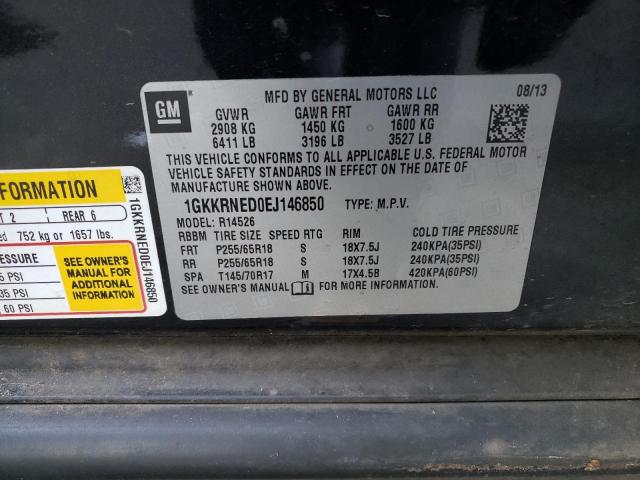 GM
MFD BY GENERAL MOTORS LLC
08/13
GVWR GAWR FRT GAWR RR
2908 KG 1450 KG 1600 KG
6411 LB 3196 LB 3527 LB
THIS VEHICLE CONFORMS TO ALL APPLICABLE U.S. FEDERAL MOTOR
VEHICLE SAFETY STANDARDS IN EFFECT ON THE DATE OF
MANUFACTURE SHOWN ABOVE.
1GKKRNED0EJ146850 TYPE: M.P.V.
MODEL: R14526
RBBM TIRE SIZE SPEED RTG RIM COLD TIRE PRESSURE
FRT P255/65R18 S 18X7.5J 240KPA(35PSI)
RR P255/65R18 S 18X7.5J 240KPA(35PSI)
SPA T145/70R17 M 17X4.5B 420KPA(60PSI)
SEE OWNER'S MANUAL FOR MORE INFORMATION.
FORMATION
T 2 REAR 6
ed 752 kg or 1657 lbs.
ESSURE
5 PSI
35 PSI
60 PSI
SEE OWNER'S
MANUAL FOR
ADDITIONAL
INFORMATION
1GKKRNED0EJ146850